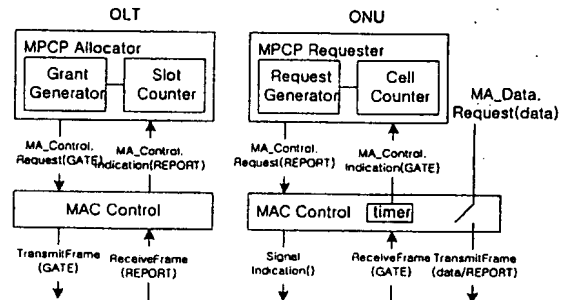 OLT
ONU
MPCP Allocator
Grant
Generator
Slot
Counter
MPCP Requester
Request
Generator
Cell
Counter
MA_Data.
Request(data)
MA_Control.
Request(GATE)
MA_Control.
Indication(REPORT)
MA_Control.
Request(REPORT)
MA_Control.
Indication(GATE)
MAC Control
MAC Control
timer
TransmitFrame
(GATE)
ReceiveFrame
(REPORT)
Signal
Indication()
ReceiveFrame
(GATE)
TransmitFrame
(data/REPORT)